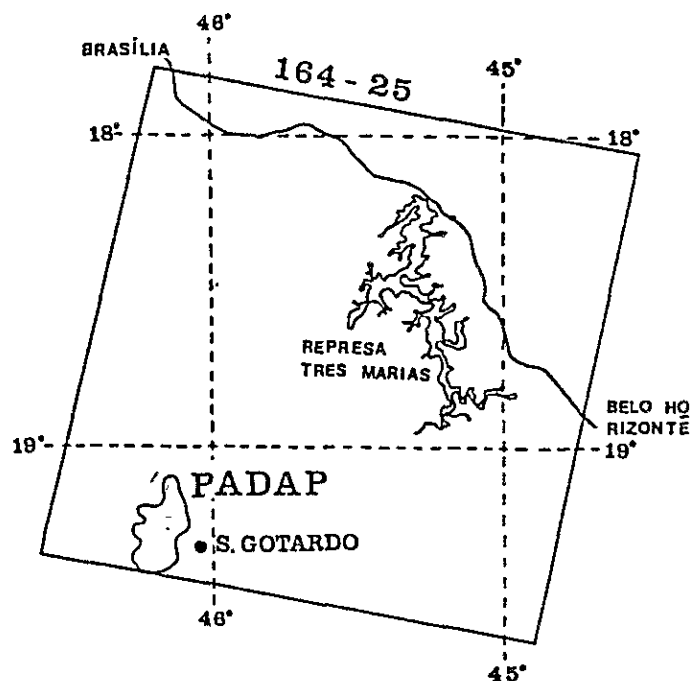 46°
BRASÍLIA
164-25
45°
18°
18°
REPRESA
TRES MARIAS
BELO HO
RIZONTE
19°
19°
PADAP
S. GOTARDO
46°
45°